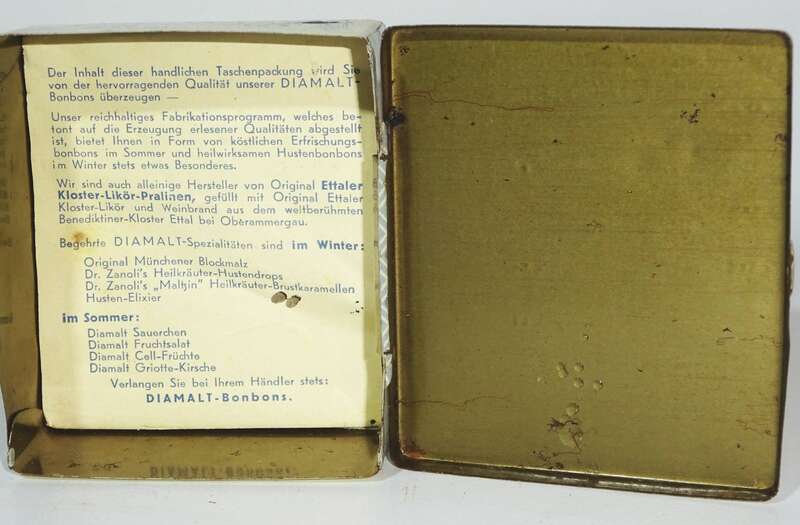 Der Inhalt dieser handlichen Taschenpackung wird Sie
von der hervorragenden Qualität unserer DIAMALT-
Bonbons überzeugen —
Unser reichhaltiges Fabrikationsprogramm, welches be-
tont auf die Erzeugung erlesener Qualitäten abgestellt
ist, bietet Ihnen in Form von köstlichen Erfrischungs-
bonbons im Sommer und heilwirksamen Hustenbonbons
im Winter stets etwas Besonderes.
Wir sind auch alleinige Hersteller von Original Ettaler
Kloster-Likör-Pralinen, gefüllt mit Original Ettaler
Kloster-Likör und Weinbrand aus dem weltberühmten
Benediktiner-Kloster Ettal bei Oberammergau.
Begehrte DIAMALT-Spezialitäten sind im Winter:
Original Münchener Blockmalz
Dr. Zanoli's Heilkräuter-Hustendrops
Dr. Zanoli's „Maltzin" Heilkräuter-Brustkaramellen
Husten-Elixier
im Sommer:
Diamalt Sauerchen
Diamalt Fruchtsalat
Diamalt Cell-Früchte
Diamalt Griotte-Kirsche
Verlangen Sie bei Ihrem Händler stets:
DIAMALT-Bonbons.
DIAMALT-BONBONS